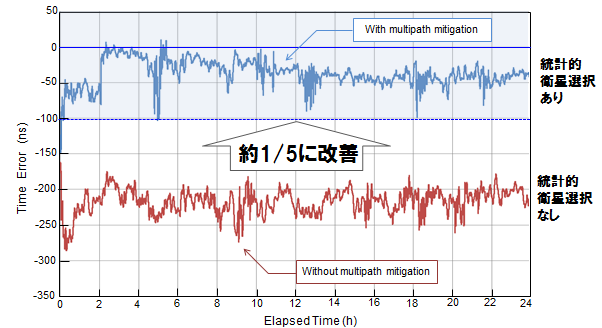 50
0
-50
-100
-150
-200
-250
-300
-350
Time Error (ns)
With multipath mitigation
統計的
衛星選択
あり
約1/5に改善
統計的
衛星選択
なし
Without multipath mitigation
0 2 4 6 8 10 12 14 16 18 20 22 24
Elapsed Time (h)